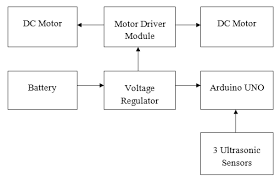 DC Motor
Motor Driver
Module
DC Motor
Battery
Voltage
Regulator
Arduino UNO
3 Ultrasonic
Sensors